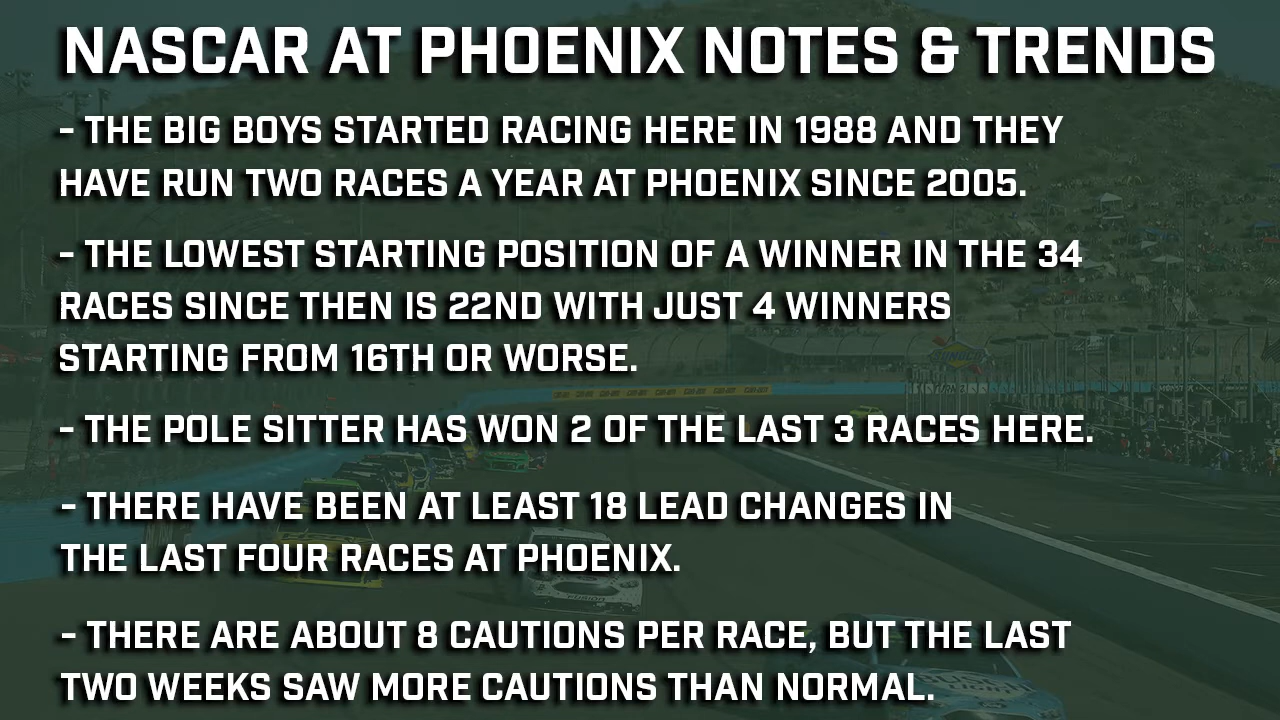 NASCAR AT PHOENIX NOTES & TRENDS
- THE BIG BOYS STARTED RACING HERE IN 1988 AND THEY
HAVE RUN TWO RACES A YEAR AT PHOENIX SINCE 2005.
- THE LOWEST STARTING POSITION OF A WINNER IN THE 34
RACES SINCE THEN IS 22ND WITH JUST 4 WINNERS
STARTING FROM 16TH OR WORSE.
- THE POLE SITTER HAS WON 2 OF THE LAST 3 RACES HERE.
- THERE HAVE BEEN AT LEAST 18 LEAD CHANGES IN
THE LAST FOUR RACES AT PHOENIX.
- THERE ARE ABOUT 8 CAUTIONS PER RACE, BUT THE LAST
TWO WEEKS SAW MORE CAUTIONS THAN NORMAL.
SUNOCO